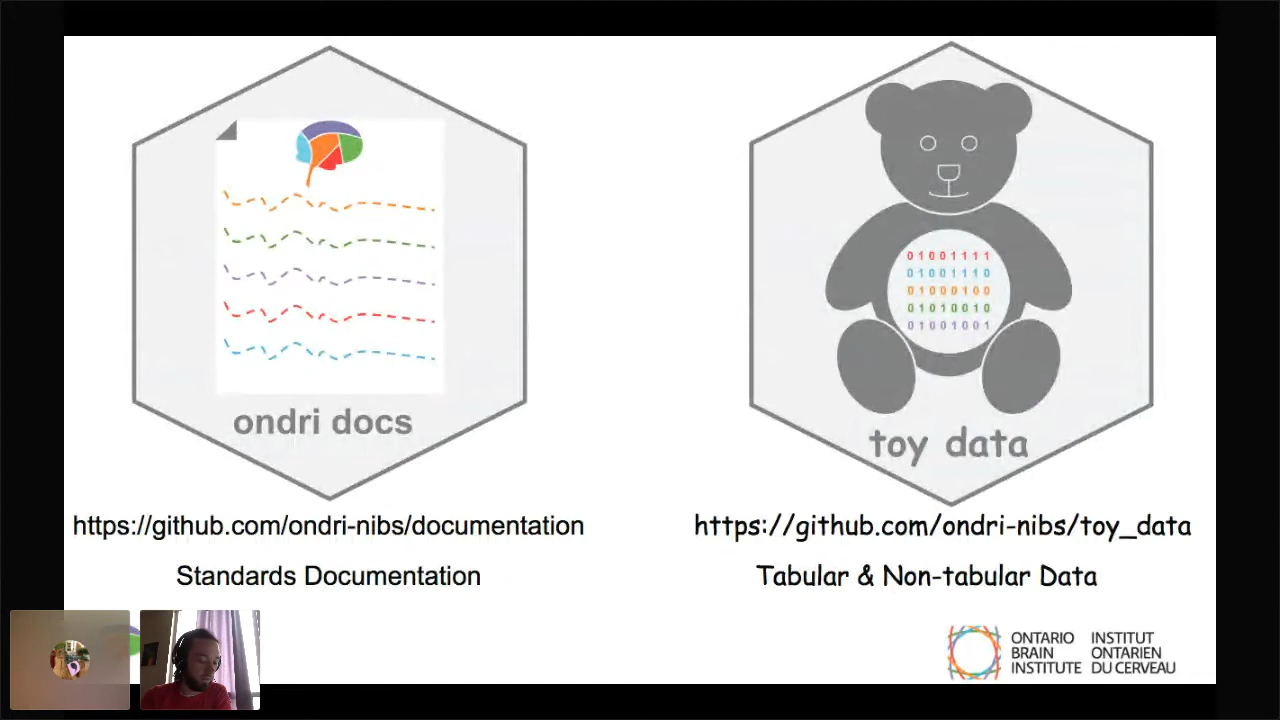 ondri docs
https://github.com/ondri-nibs/documentation
Standards Documentation
01001111
01001110
01000100
01010010
01001001
toy data
https://github.com/ondri-nibs/toy_data
Tabular & Non-tabular Data
ONTARIO
BRAIN
INSTITUTE
INSTITUT
ONTARIEN
DU CERVEAU